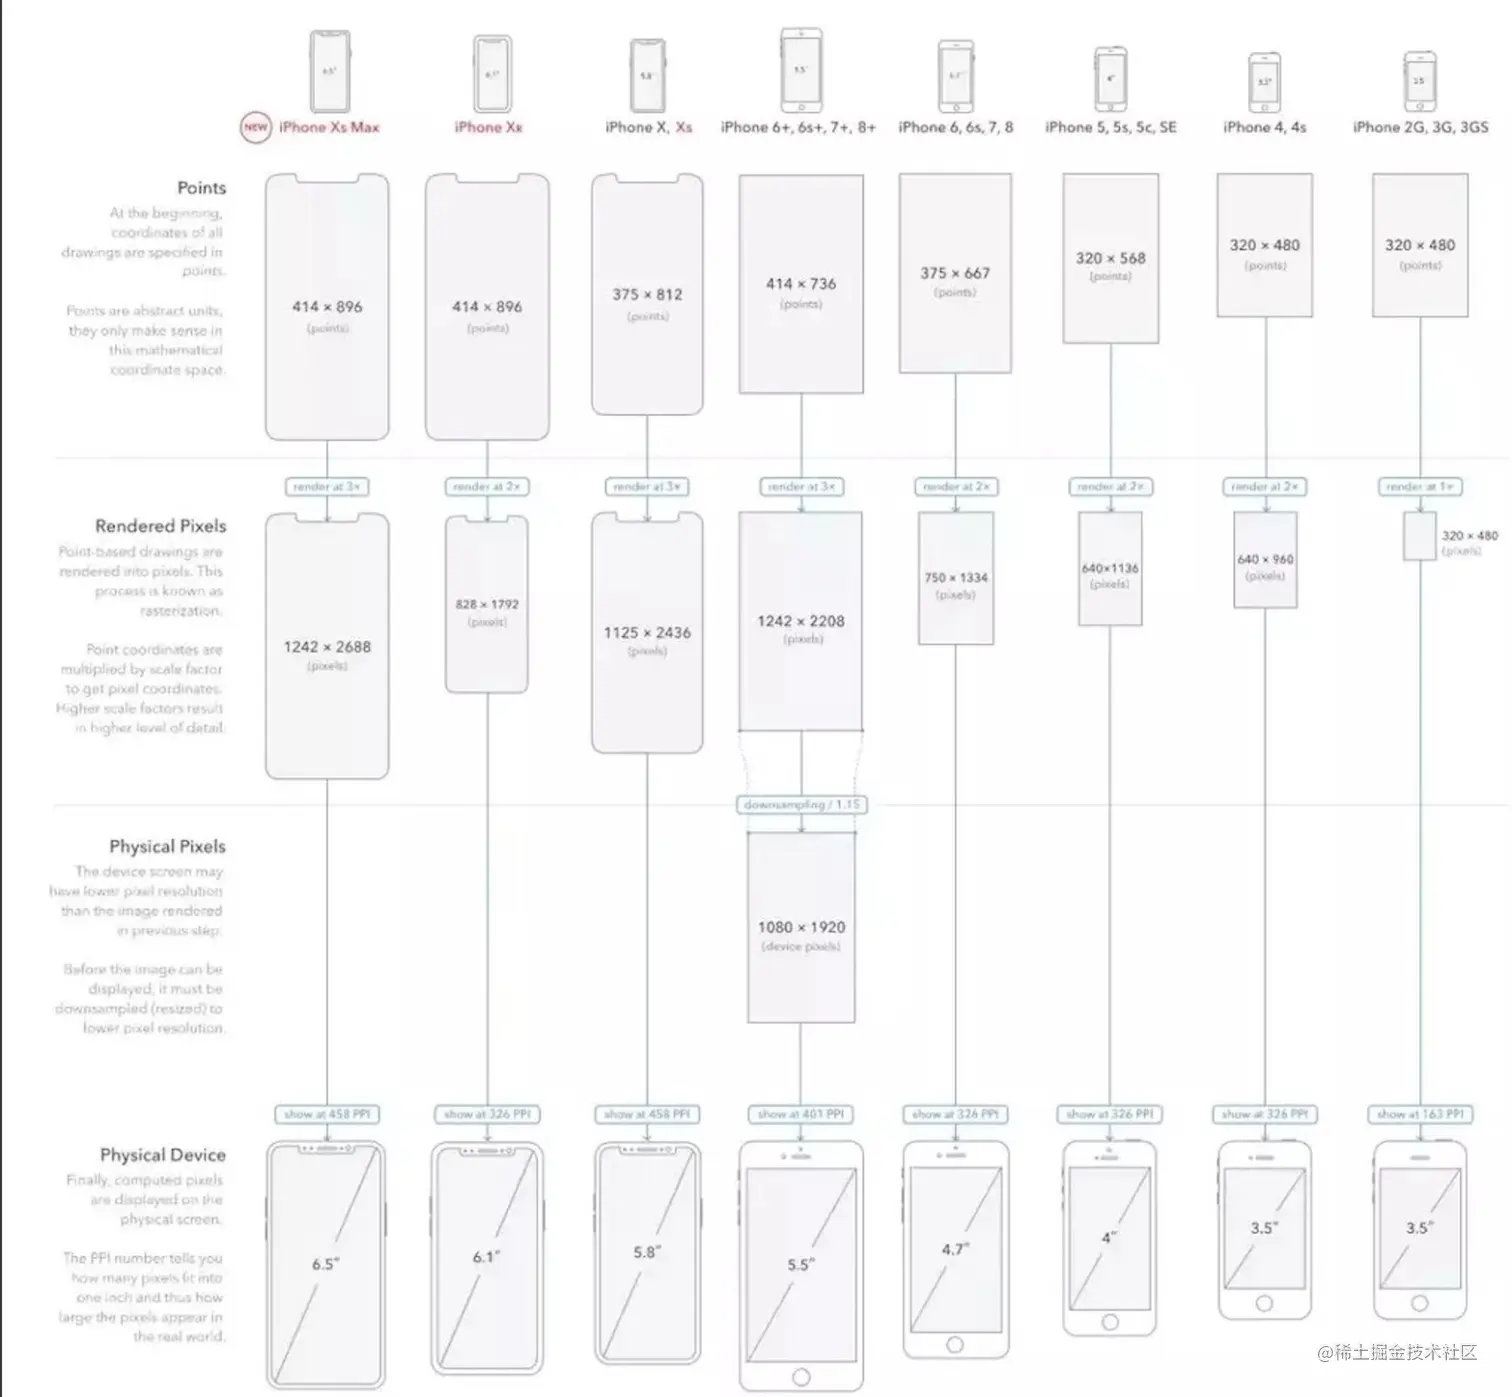 6.5"
6.1"
5.8"
5.5"
4.7"
4"
3.5"
3.5"
NEW iPhone Xs Max
iPhone XR
iPhone X, Xs
iPhone 6+, 6s+, 7+, 8+
iPhone 6, 6s, 7, 8
iPhone 5, 5s, 5c, SE
iPhone 4, 4s
iPhone 2G, 3G, 3GS
Points
At the beginning,
coordinates of all
drawings are specified in
points.
Points are abstract units,
they only make sense in
this mathematical
coordinate space.
414 × 896
(points)
414 × 896
(points)
375 × 812
(points)
414 × 736
(points)
375 × 667
(points)
320 × 568
(points)
320 × 480
(points)
320 × 480
(points)
render at 3×
render at 2×
render at 3×
render at 3×
render at 2×
render at 2×
render at 2×
render at 1×
Rendered Pixels
Point-based drawings are
rendered into pixels. This
process is known as
rasterization.
Point coordinates are
multiplied by scale factor
to get pixel coordinates.
Higher scale factors result
in higher level of detail.
1242 × 2688
(pixels)
828 × 1792
(pixels)
1125 × 2436
(pixels)
1242 × 2208
(pixels)
750 × 1334
(pixels)
640×1136
(pixels)
640 × 960
(pixels)
320 × 480
(pixels)
downsampling / 1.15
Physical Pixels
The device screen may
have lower pixel resolution
than the image rendered
in previous step.
Before the image can be
displayed, it must be
downsampled (resized) to
lower pixel resolution.
1080 × 1920
(device pixels)
show at 458 PPI
show at 326 PPI
show at 458 PPI
show at 401 PPI
show at 326 PPI
show at 326 PPI
show at 326 PPI
show at 163 PPI
Physical Device
Finally, computed pixels
are displayed on the
physical screen.
The PPI number tells you
how many pixels fit into
one inch and thus how
large the pixels appear in
the real world.
6.5"
6.1"
5.8"
5.5"
4.7"
4"
3.5"
3.5"
@稀土掘金技术社区